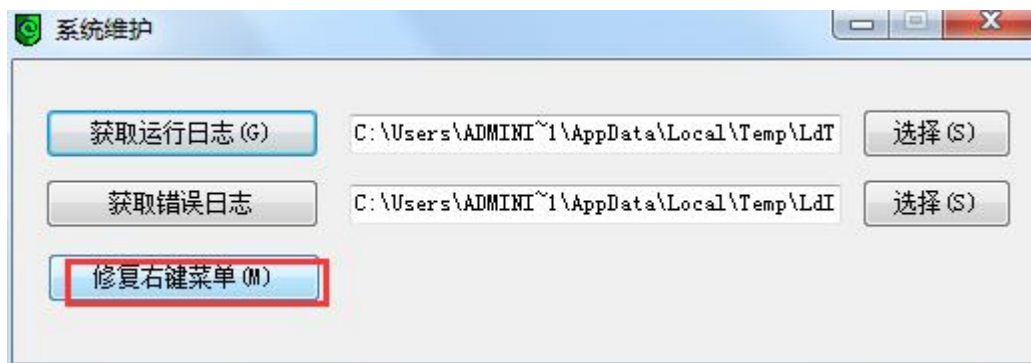 系统维护
获取运行日志(G) C:\Users\ADMINI~1\AppData\Local\Temp\LdT 选择(S)
获取错误日志 C:\Users\ADMINI~1\AppData\Local\Temp\LdI 选择(S)
修复右键菜单(M)